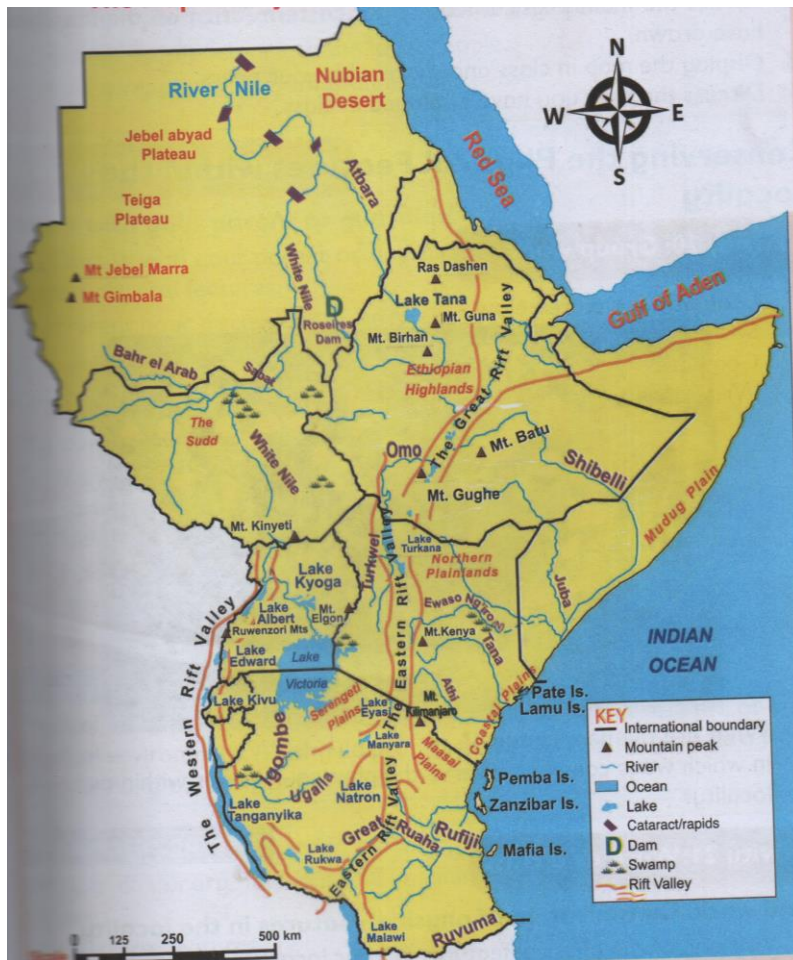 N
W E
S
River Nile
Nubian
Desert
Jebel abyad
Plateau
Atbara
Red Sea
Teiga
Plateau
White Nile
Mt Jebel Marra
Mt Gimbala
D
Roseires
Dam
Ras Dashen
Lake Tana
Mt. Guna
Mt. Birhan
Gulf of Aden
Ethiopian
Highlands
The Great Rift Valley
Bahr el Arab
Sobat
The
Sudd
White Nile
Omo
Mt. Batu
Shibelli
Mt. Gughe
Mudug Plain
Mt. Kinyeti
Turkwel
Lake
Turkana
Northern
Plainlands
Juba
Lake
Kyoga
Lake
Albert
Mt.
Elgon
Ruwenzori Mts
Ewaso Ng'iro
Mt.Kenya
Tana
The Western Rift Valley
The Eastern Rift Valley
Lake
Edward
Lake
Victoria
INDIAN
OCEAN
Lake Kivu
Serengeti
Plains
Lake
Eyasi
Athi
Mt.
Kilimanjaro
Coastal Plains
Pate Is.
Lamu Is.
Igombe
Lake
Manyara
Maasai
Plains
Ugalla
Lake
Natron
Lake
Tanganyika
Pemba Is.
Zanzibar Is.
Great
Ruaha
Rufiji
Mafia Is.
Lake
Rukwa
Eastern Rift Valley
Lake
Malawi
Ruvuma
KEY
International boundary
Mountain peak
River
Ocean
Lake
Cataract/rapids
D Dam
Swamp
Rift Valley
0 125 250 500 km